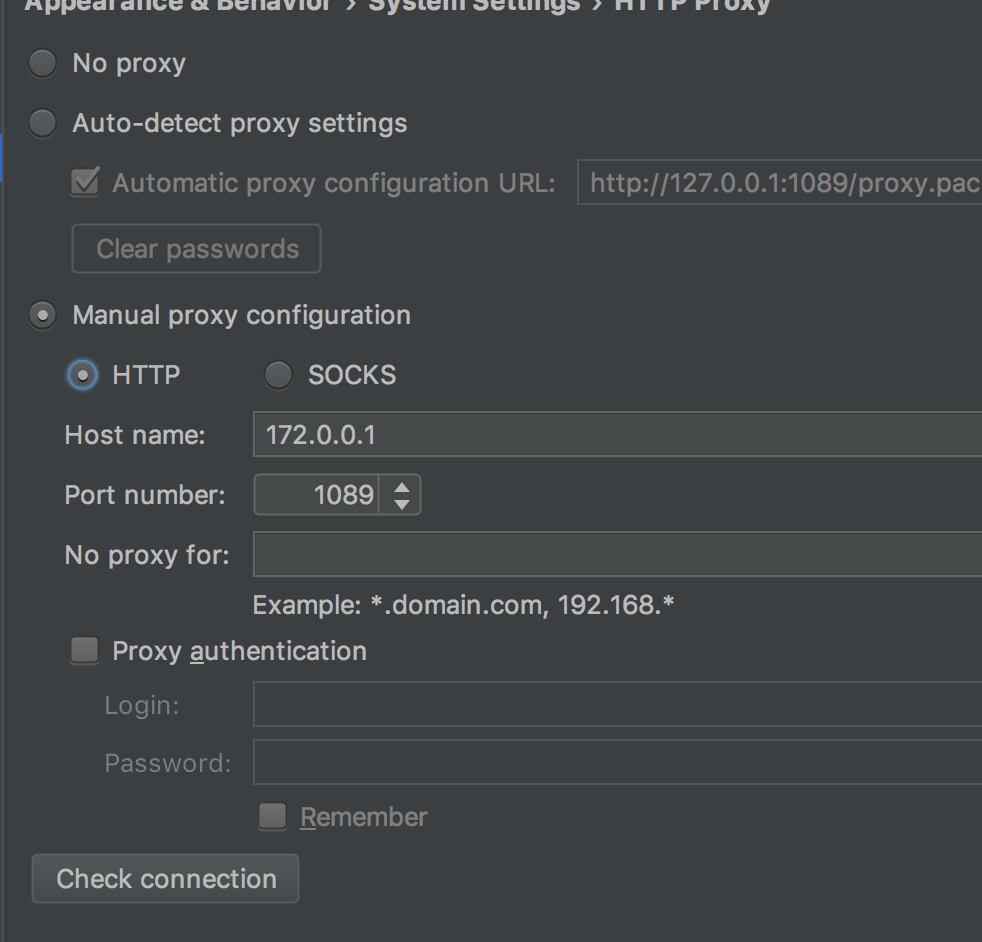 Appearance & Behavior › System Settings › HTTP Proxy
No proxy
Auto-detect proxy settings
Automatic proxy configuration URL: http://127.0.0.1:1089/proxy.pac
Clear passwords
Manual proxy configuration
HTTP SOCKS
Host name: 172.0.0.1
Port number: 1089
No proxy for:
Example: *.domain.com, 192.168.*
Proxy authentication
Login:
Password:
Remember
Check connection